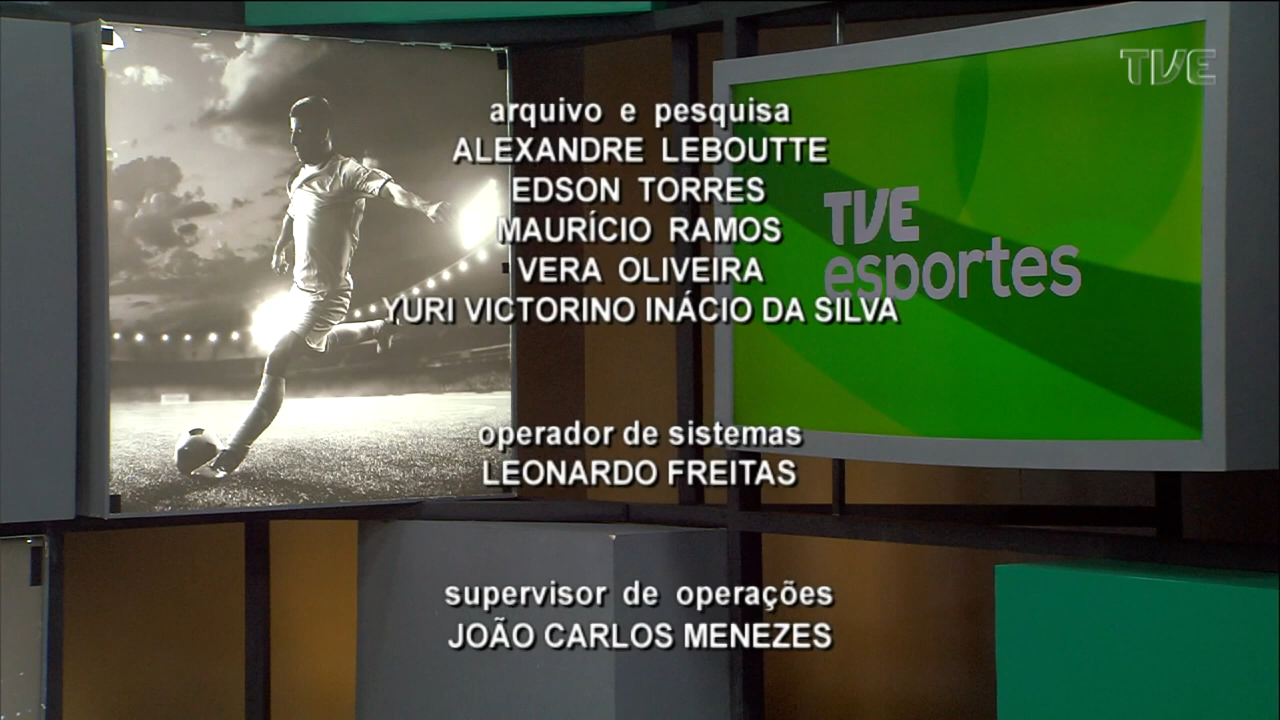 TVE
arquivo e pesquisa
ALEXANDRE LEBOUTTE
EDSON TORRES
MAURÍCIO RAMOS
VERA OLIVEIRA
YURI VICTORINO INÁCIO DA SILVA
TVE
esportes
operador de sistemas
LEONARDO FREITAS
supervisor de operações
JOÃO CARLOS MENEZES